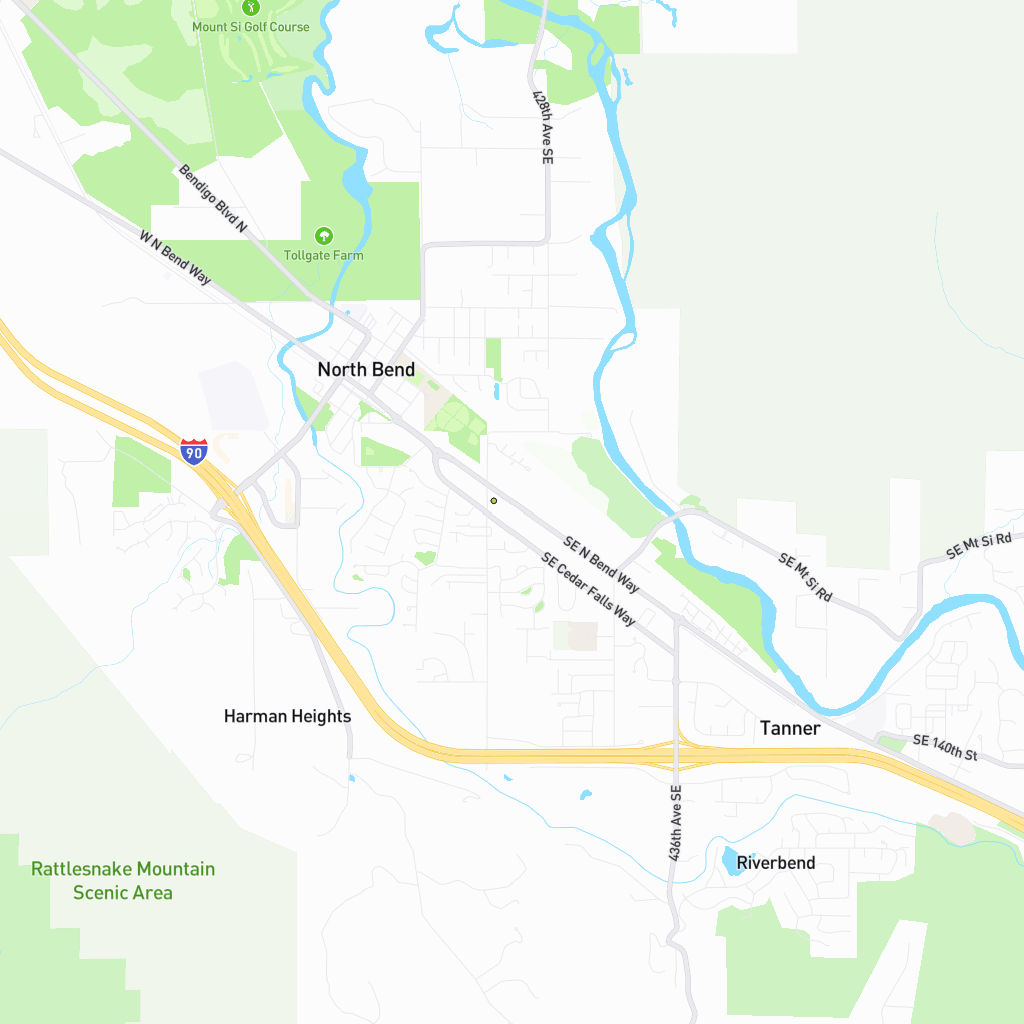 Mount Si Golf Course
428th Ave SE
Bendigo Blvd N
W N Bend Way
Tollgate Farm
North Bend
90
SE N Bend Way
SE Cedar Falls Way
SE Mt Si Rd
SE Mt Si Rd
Harman Heights
Tanner
SE 140th St
436th Ave SE
Riverbend
Rattlesnake Mountain
Scenic Area